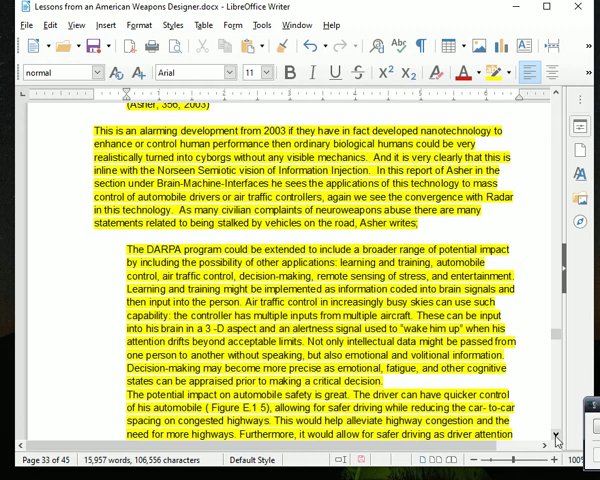 Lessons from an American Weapons Designer.docx - LibreOffice Writer
File Edit View Insert Format Styles Table Form Tools Window Help
normal Arial 11
(Asher, 356, 2003)
This is an alarming development from 2003 if they have in fact developed nanotechnology to
enhance or control human performance then ordinary biological humans could be very
realistically turned into cyborgs without any visible mechanics. And it is very clearly that this is
inline with the Norseen Semiotic vision of Information Injection. In this report of Asher in the
section under Brain-Machine-Interfaces he sees the applications of this technology to mass
control of automobile drivers or air traffic controllers, again we see the convergence with Radar
in this technology. As many civilian complaints of neuroweapons abuse there are many
statements related to being stalked by vehicles on the road, Asher writes;
The DARPA program could be extended to include a broader range of potential impact
by including the possibility of other applications: learning and training, automobile
control, air traffic control, decision-making, remote sensing of stress, and entertainment.
Learning and training might be implemented as information coded into brain signals and
then input into the person. Air traffic control in increasingly busy skies can use such
capability: the controller has multiple inputs from multiple aircraft. These can be input
into his brain in a 3 -D aspect and an alertness signal used to "wake him up" when his
attention drifts beyond acceptable limits. Not only intellectual data might be passed from
one person to another without speaking, but also emotional and volitional information.
Decision-making may become more precise as emotional, fatigue, and other cognitive
states can be appraised prior to making a critical decision.
The potential impact on automobile safety is great. The driver can have quicker control
of his automobile ( Figure E.1 5), allowing for safer driving while reducing the car- to-car
spacing on congested highways. This would help alleviate highway congestion and the
need for more highways. Furthermore, it would allow for safer driving as driver attention
Page 33 of 45 15,957 words, 106,556 characters Default Style 100%